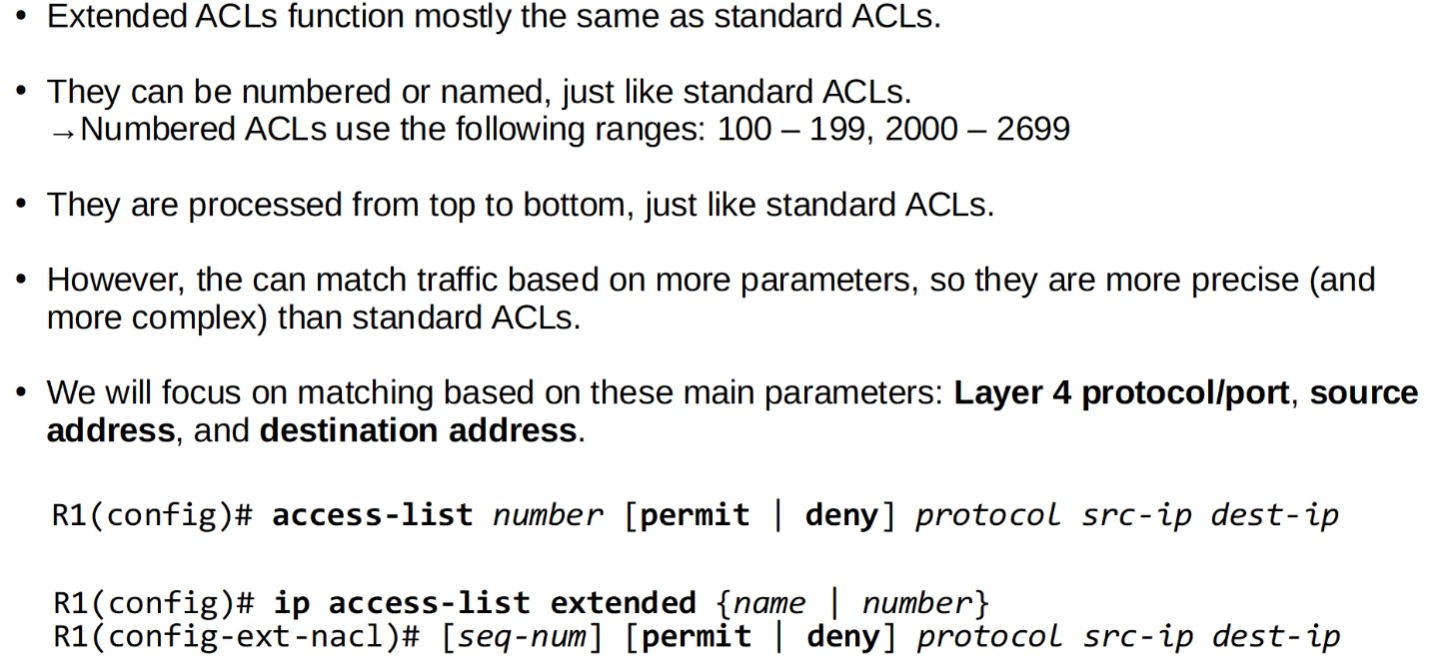 • Extended ACLs function mostly the same as standard ACLs.
• They can be numbered or named, just like standard ACLs.
→Numbered ACLs use the following ranges: 100 – 199, 2000 – 2699
• They are processed from top to bottom, just like standard ACLs.
• However, the can match traffic based on more parameters, so they are more precise (and
more complex) than standard ACLs.
• We will focus on matching based on these main parameters: Layer 4 protocol/port, source
address, and destination address.
R1(config)# access-list number [permit | deny] protocol src-ip dest-ip
R1(config)# ip access-list extended {name | number}
R1(config-ext-nacl)# [seq-num] [permit | deny] protocol src-ip dest-ip